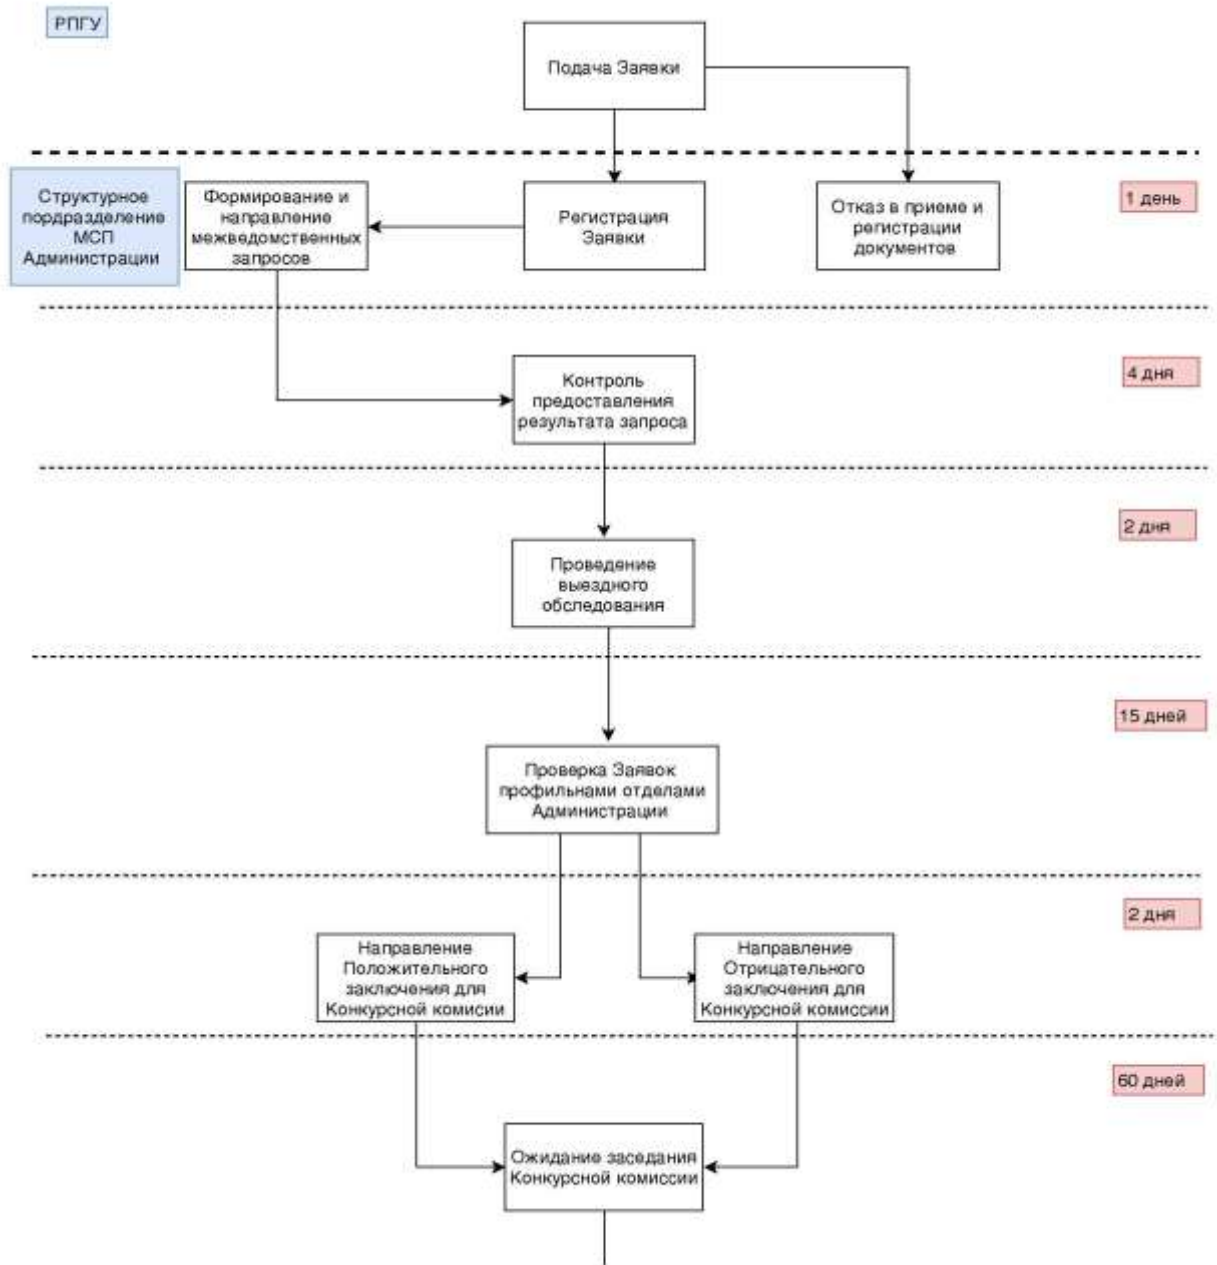 РПГУ
Подача Заявки
Структурное
пордразделение
МСП
Администрации
Формирование и
направление
межведомственных
запросов
Регистрация
Заявки
Отказ в приеме и
регистрации
документов
1 день
Контроль
предоставления
результата запроса
4 дня
2 дня
Проведение
выездного
обследования
15 дней
Проверка Заявок
профильнами отделами
Администрации
2 дня
Направление
Положительного
заключения для
Конкурсной комисии
Направление
Отрицательного
заключения для
Конкурсной комиссии
60 дней
Ожидание заседания
Конкурсной комиссии